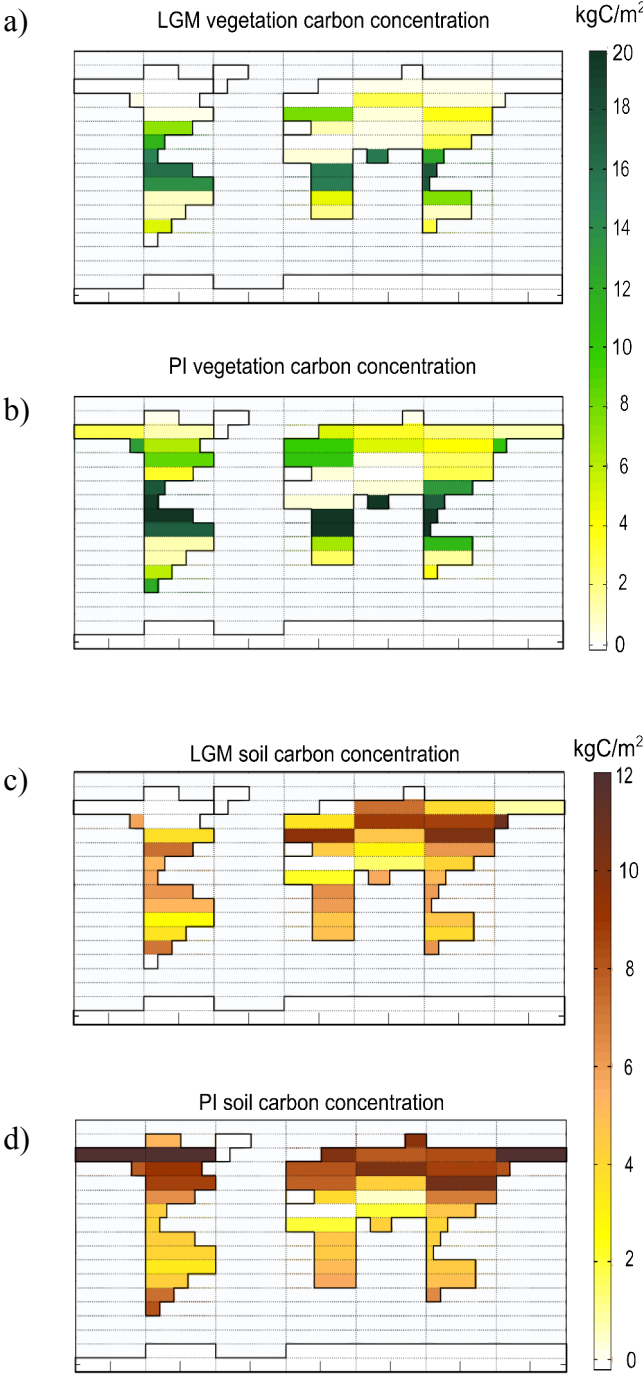 a)
LGM vegetation carbon concentration
kgC/m²
20
18
16
14
12
10
8
6
4
2
0
PI vegetation carbon concentration
b)
LGM soil carbon concentration
kgC/m²
c)
12
10
8
6
4
2
0
PI soil carbon concentration
d)